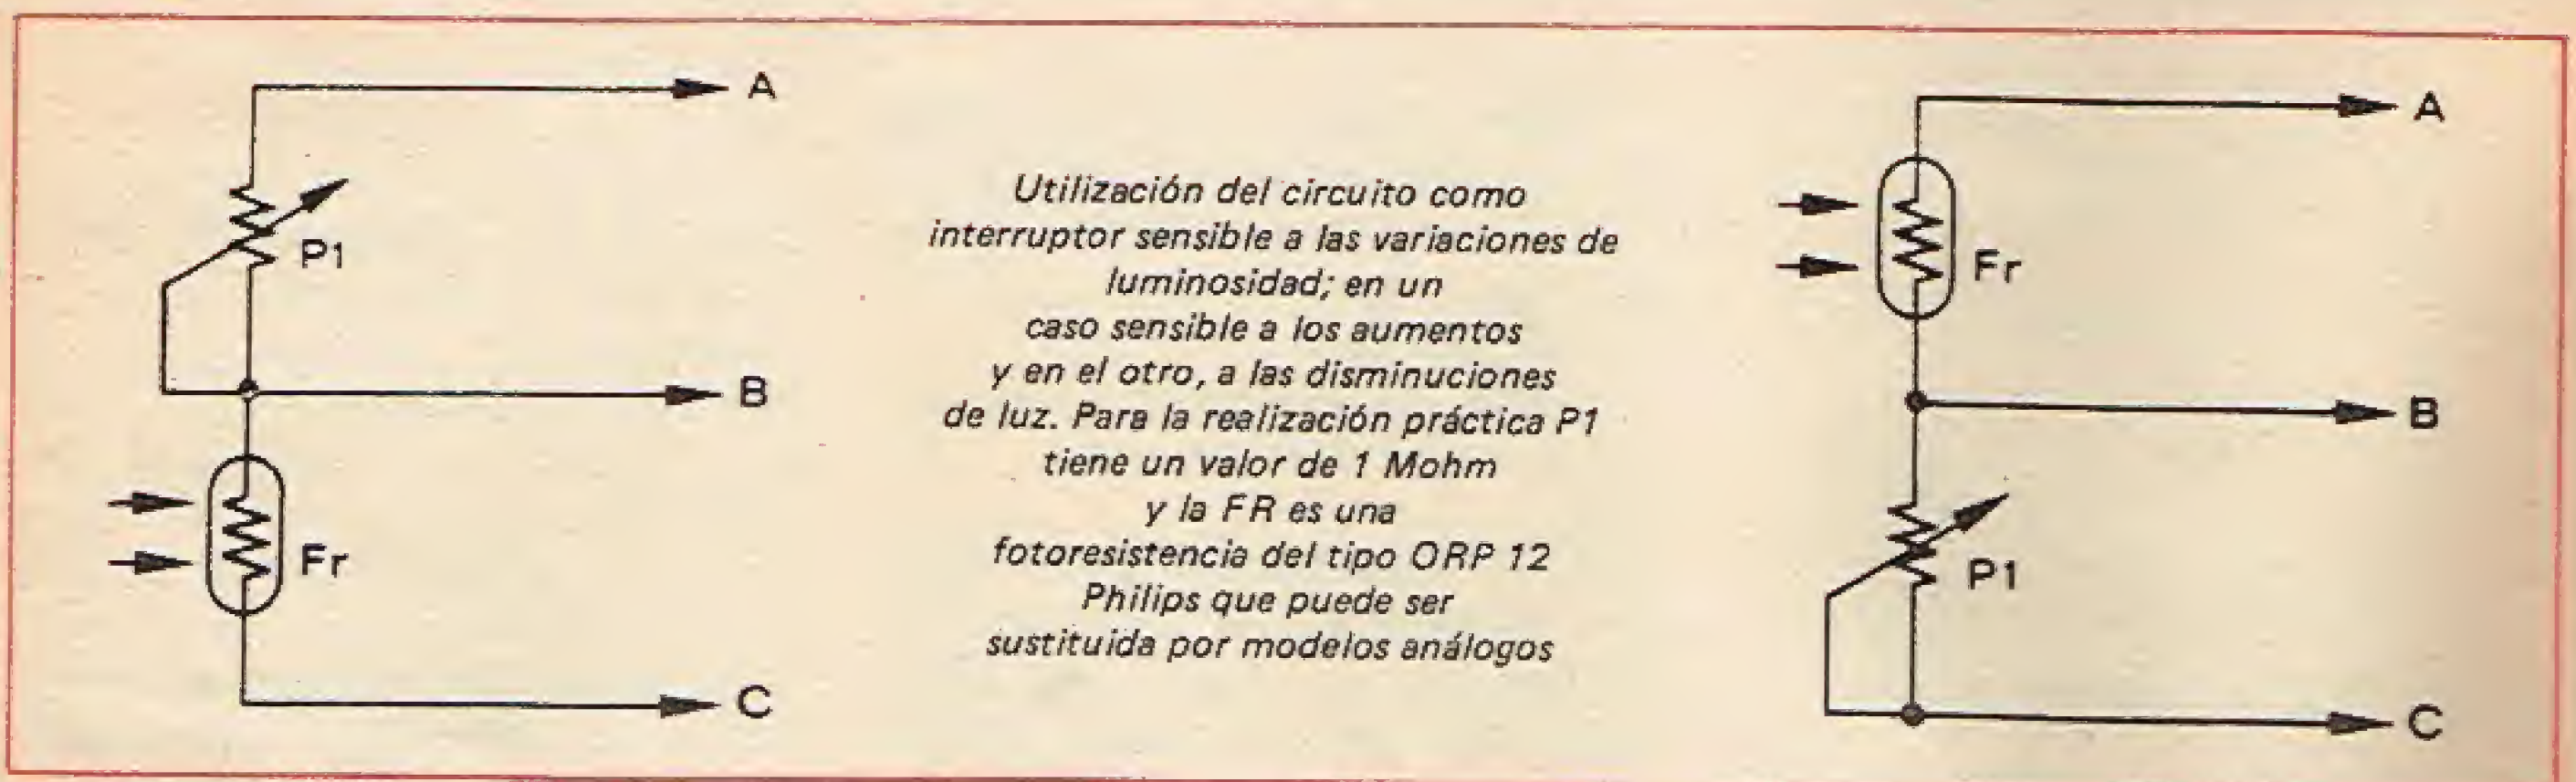 A
P1
B
Fr
C
Utilización del circuito como
interruptor sensible a las variaciones de
luminosidad; en un
caso sensible a los aumentos
y en el otro, a las disminuciones
de luz. Para la realización práctica P1
tiene un valor de 1 Mohm
y la FR es una
fotoresistencia del tipo ORP 12
Philips que puede ser
sustituida por modelos análogos
A
Fr
B
P1
C